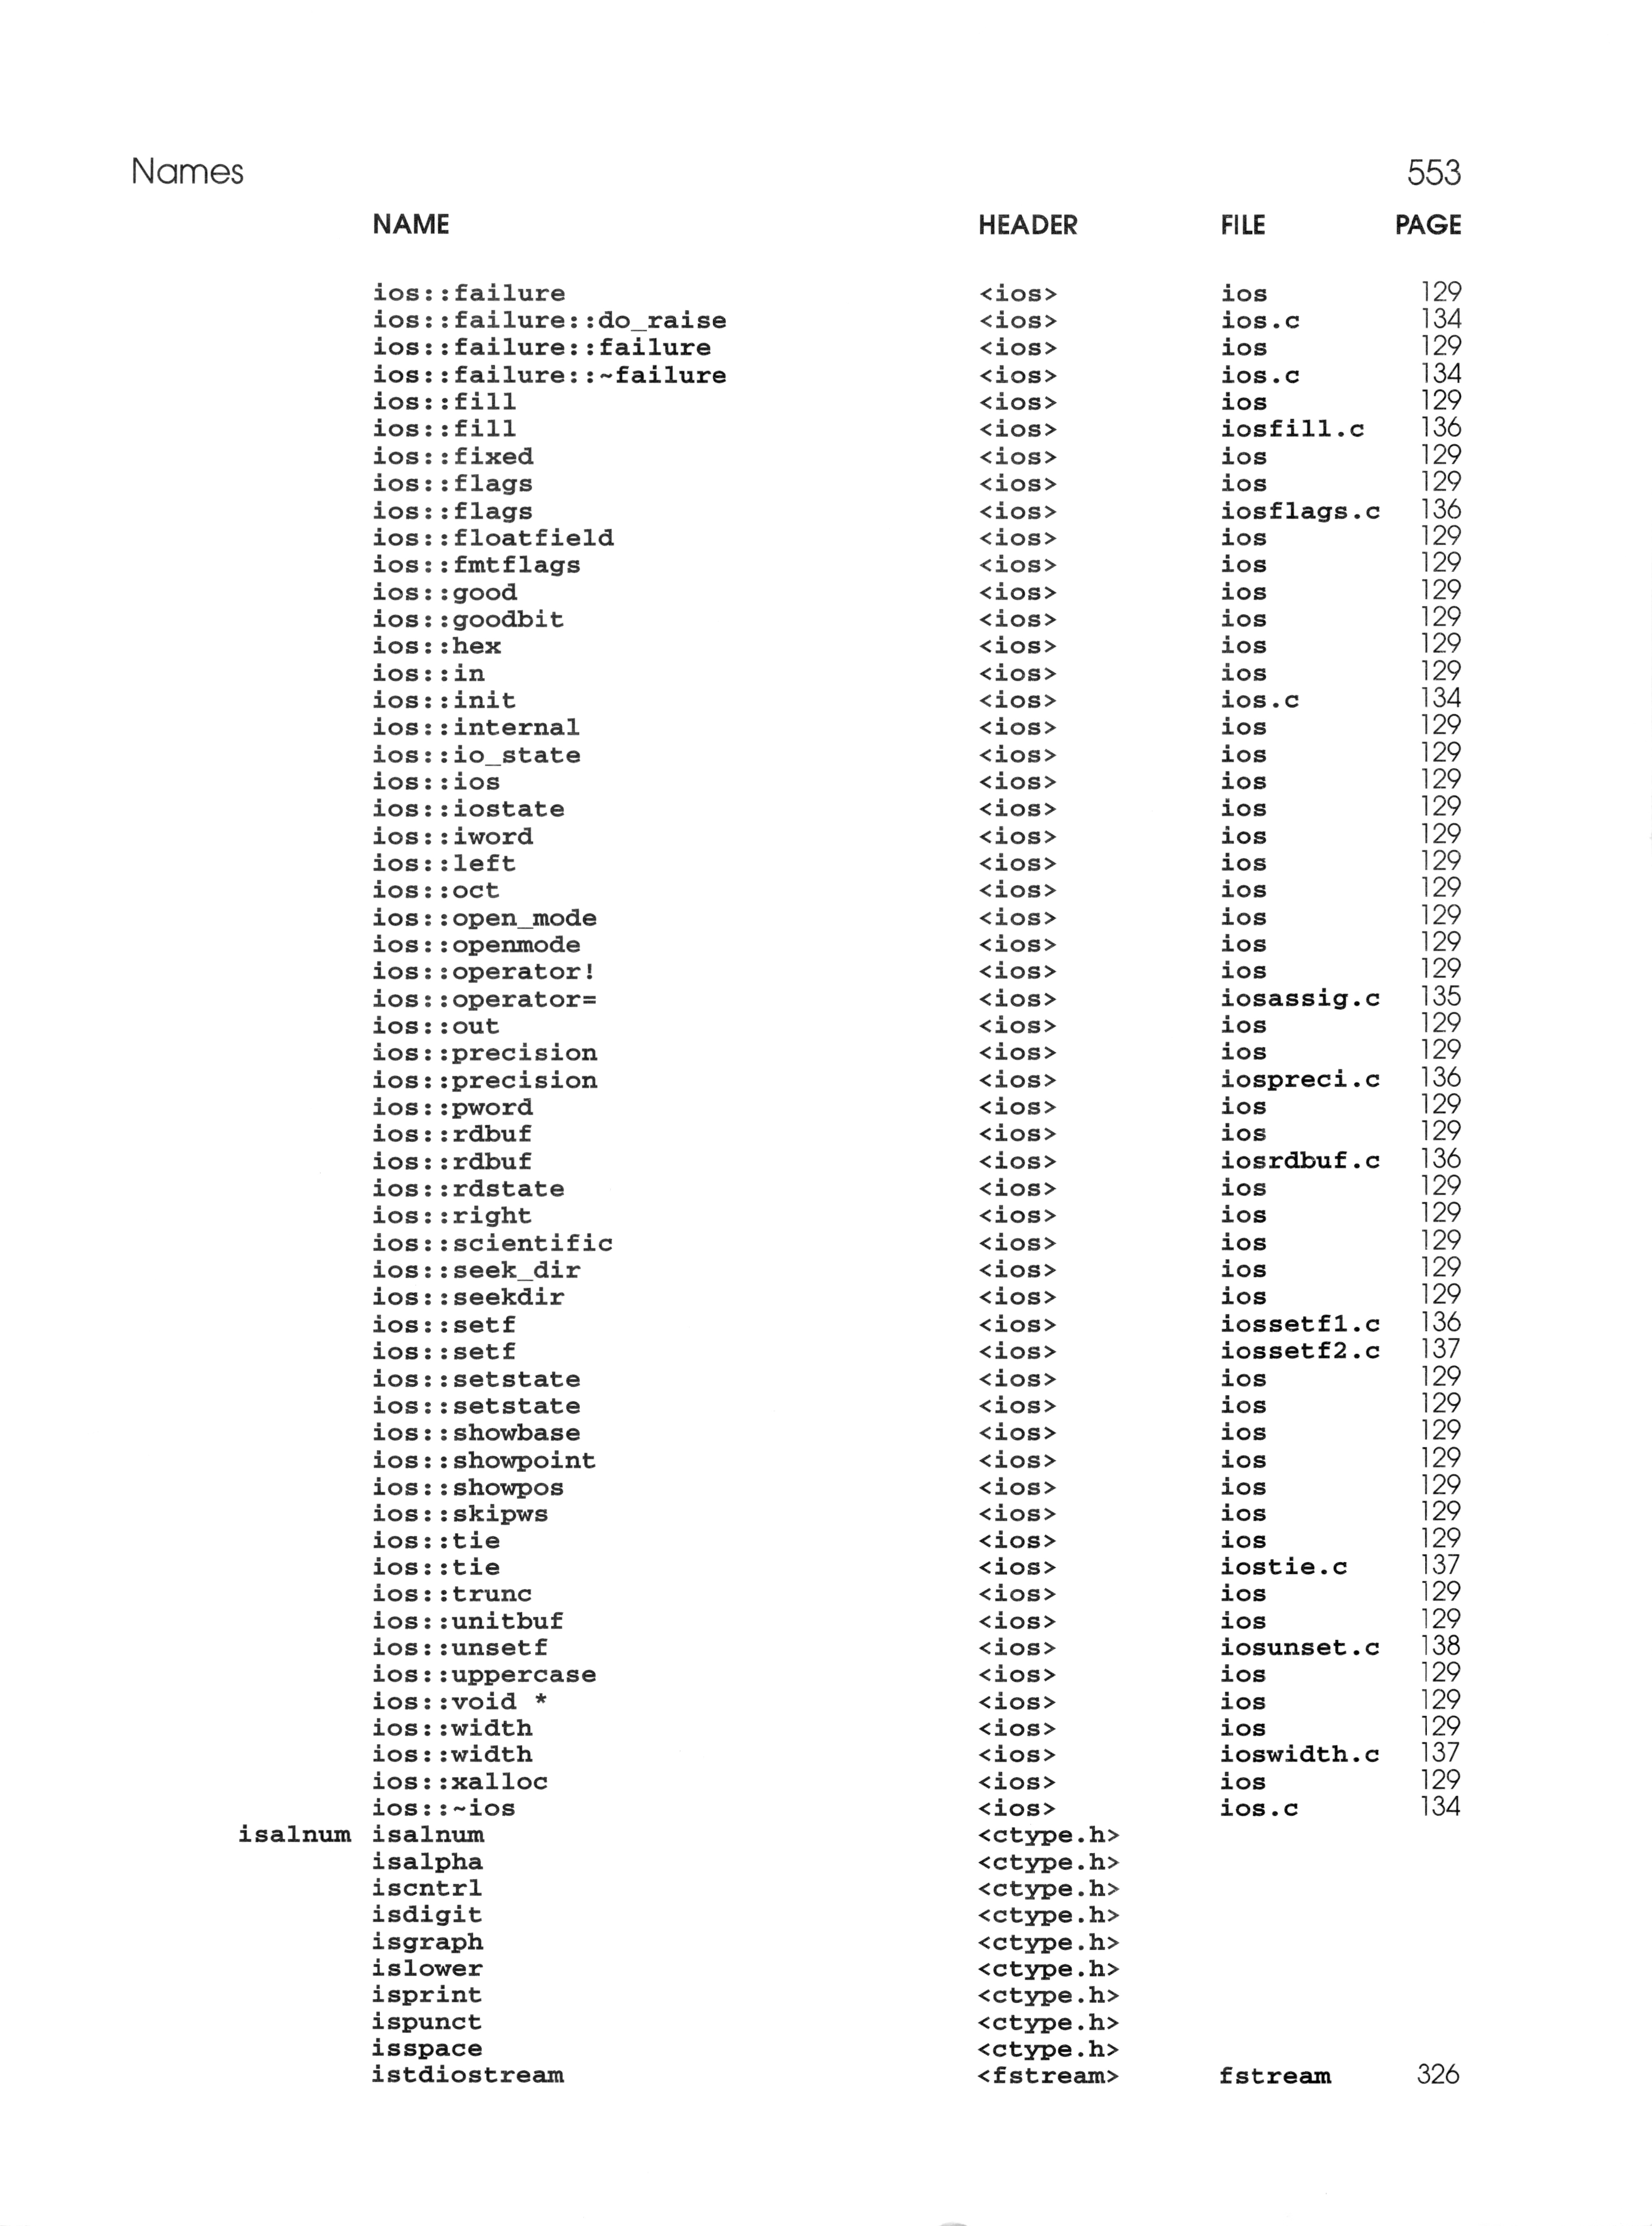 Names 553
NAME HEADER FILE PAGE
ios::failure <ios> ios 129
ios::failure::do_raise <ios> ios.c 134
ios::failure::failure <ios> ios 129
ios::failure::~failure <ios> ios.c 134
ios::fill <ios> ios 129
ios::fill <ios> iosfill.c 136
ios::fixed <ios> ios 129
ios::flags <ios> ios 129
ios::flags <ios> iosflags.c 136
ios::floatfield <ios> ios 129
ios::fmtflags <ios> ios 129
ios::good <ios> ios 129
ios::goodbit <ios> ios 129
ios::hex <ios> ios 129
ios::in <ios> ios 129
ios::init <ios> ios.c 134
ios::internal <ios> ios 129
ios::io_state <ios> ios 129
ios::ios <ios> ios 129
ios::iostate <ios> ios 129
ios::iword <ios> ios 129
ios::left <ios> ios 129
ios::oct <ios> ios 129
ios::open_mode <ios> ios 129
ios::openmode <ios> ios 129
ios::operator! <ios> ios 129
ios::operator= <ios> iosassig.c 135
ios::out <ios> ios 129
ios::precision <ios> ios 129
ios::precision <ios> iospreci.c 136
ios::pword <ios> ios 129
ios::rdbuf <ios> ios 129
ios::rdbuf <ios> iosrdbuf.c 136
ios::rdstate <ios> ios 129
ios::right <ios> ios 129
ios::scientific <ios> ios 129
ios::seek_dir <ios> ios 129
ios::seekdir <ios> ios 129
ios::setf <ios> iossetf1.c 136
ios::setf <ios> iossetf2.c 137
ios::setstate <ios> ios 129
ios::setstate <ios> ios 129
ios::showbase <ios> ios 129
ios::showpoint <ios> ios 129
ios::showpos <ios> ios 129
ios::skipws <ios> ios 129
ios::tie <ios> ios 129
ios::tie <ios> iostie.c 137
ios::trunc <ios> ios 129
ios::unitbuf <ios> ios 129
ios::unsetf <ios> iosunset.c 138
ios::uppercase <ios> ios 129
ios::void * <ios> ios 129
ios::width <ios> ios 129
ios::width <ios> ioswidth.c 137
ios::xalloc <ios> ios 129
ios::~ios <ios> ios.c 134
isalnum isalnum <ctype.h>
isalpha <ctype.h>
iscntrl <ctype.h>
isdigit <ctype.h>
isgraph <ctype.h>
islower <ctype.h>
isprint <ctype.h>
ispunct <ctype.h>
isspace <ctype.h>
istdiostream <fstream> fstream 326